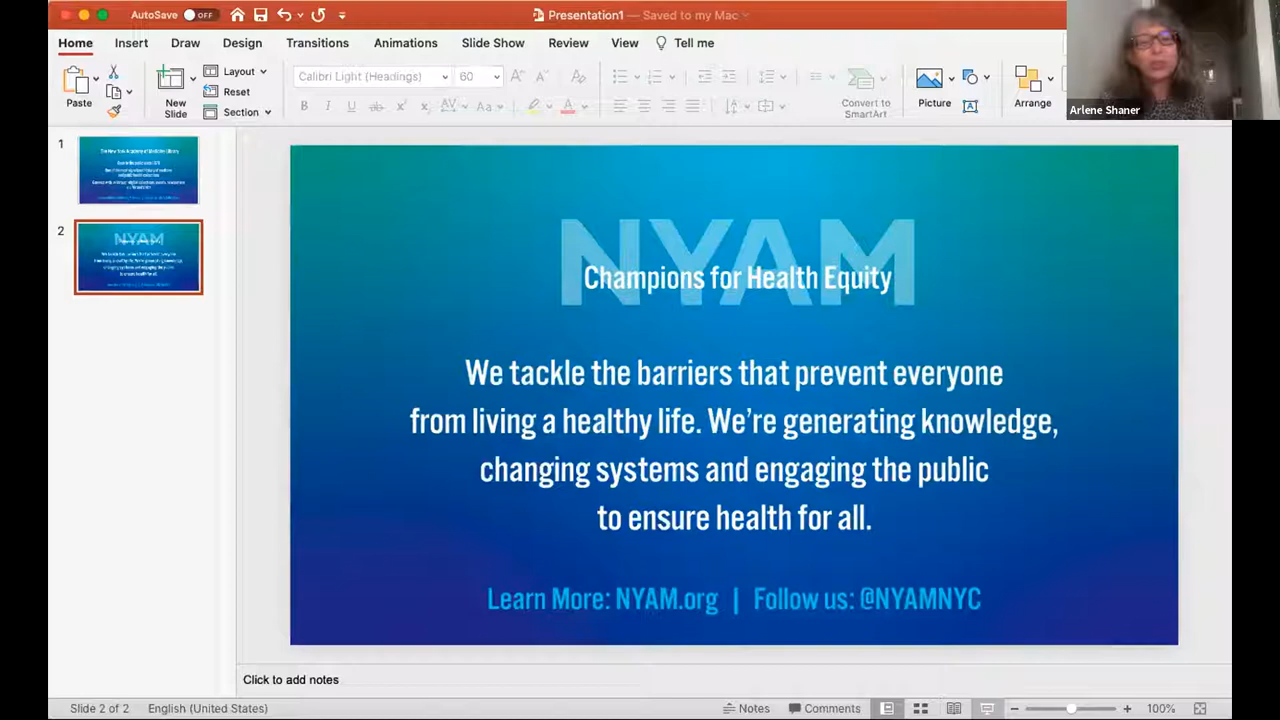 AutoSave OFF
Presentation1 — Saved to my Mac
Home Insert Draw Design Transitions Animations Slide Show Review View Tell me
Paste
New
Slide
Layout
Reset
Section
Calibri Light (Headings) 60
Convert to
SmartArt
Picture
Arrange
Arlene Shaner
1
2
NYAM
Champions for Health Equity
We tackle the barriers that prevent everyone
from living a healthy life. We're generating knowledge,
changing systems and engaging the public
to ensure health for all.
Learn More: NYAM.org | Follow us: @NYAMNYC
Click to add notes
Slide 2 of 2 English (United States) Notes Comments 100%